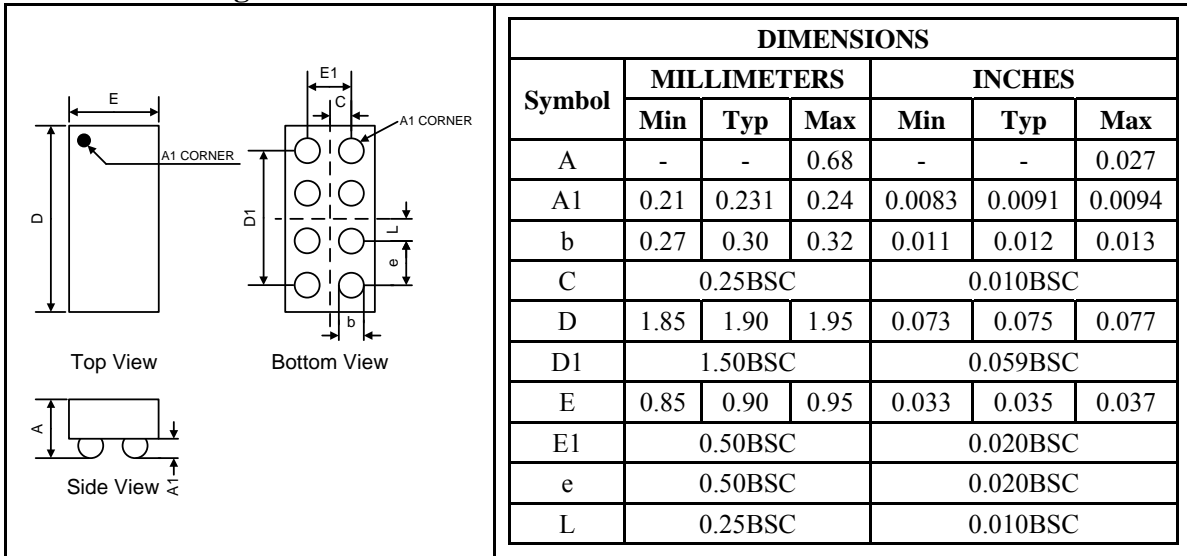 E
A1 CORNER
D
Top View
E1
C
A1 CORNER
D1
L
e
b
Bottom View
A
A1
Side View
DIMENSIONS
Symbol MILLIMETERS INCHES
Min Typ Max Min Typ Max
A - - 0.68 - - 0.027
A1 0.21 0.231 0.24 0.0083 0.0091 0.0094
b 0.27 0.30 0.32 0.011 0.012 0.013
C 0.25BSC 0.010BSC
D 1.85 1.90 1.95 0.073 0.075 0.077
D1 1.50BSC 0.059BSC
E 0.85 0.90 0.95 0.033 0.035 0.037
E1 0.50BSC 0.020BSC
e 0.50BSC 0.020BSC
L 0.25BSC 0.010BSC